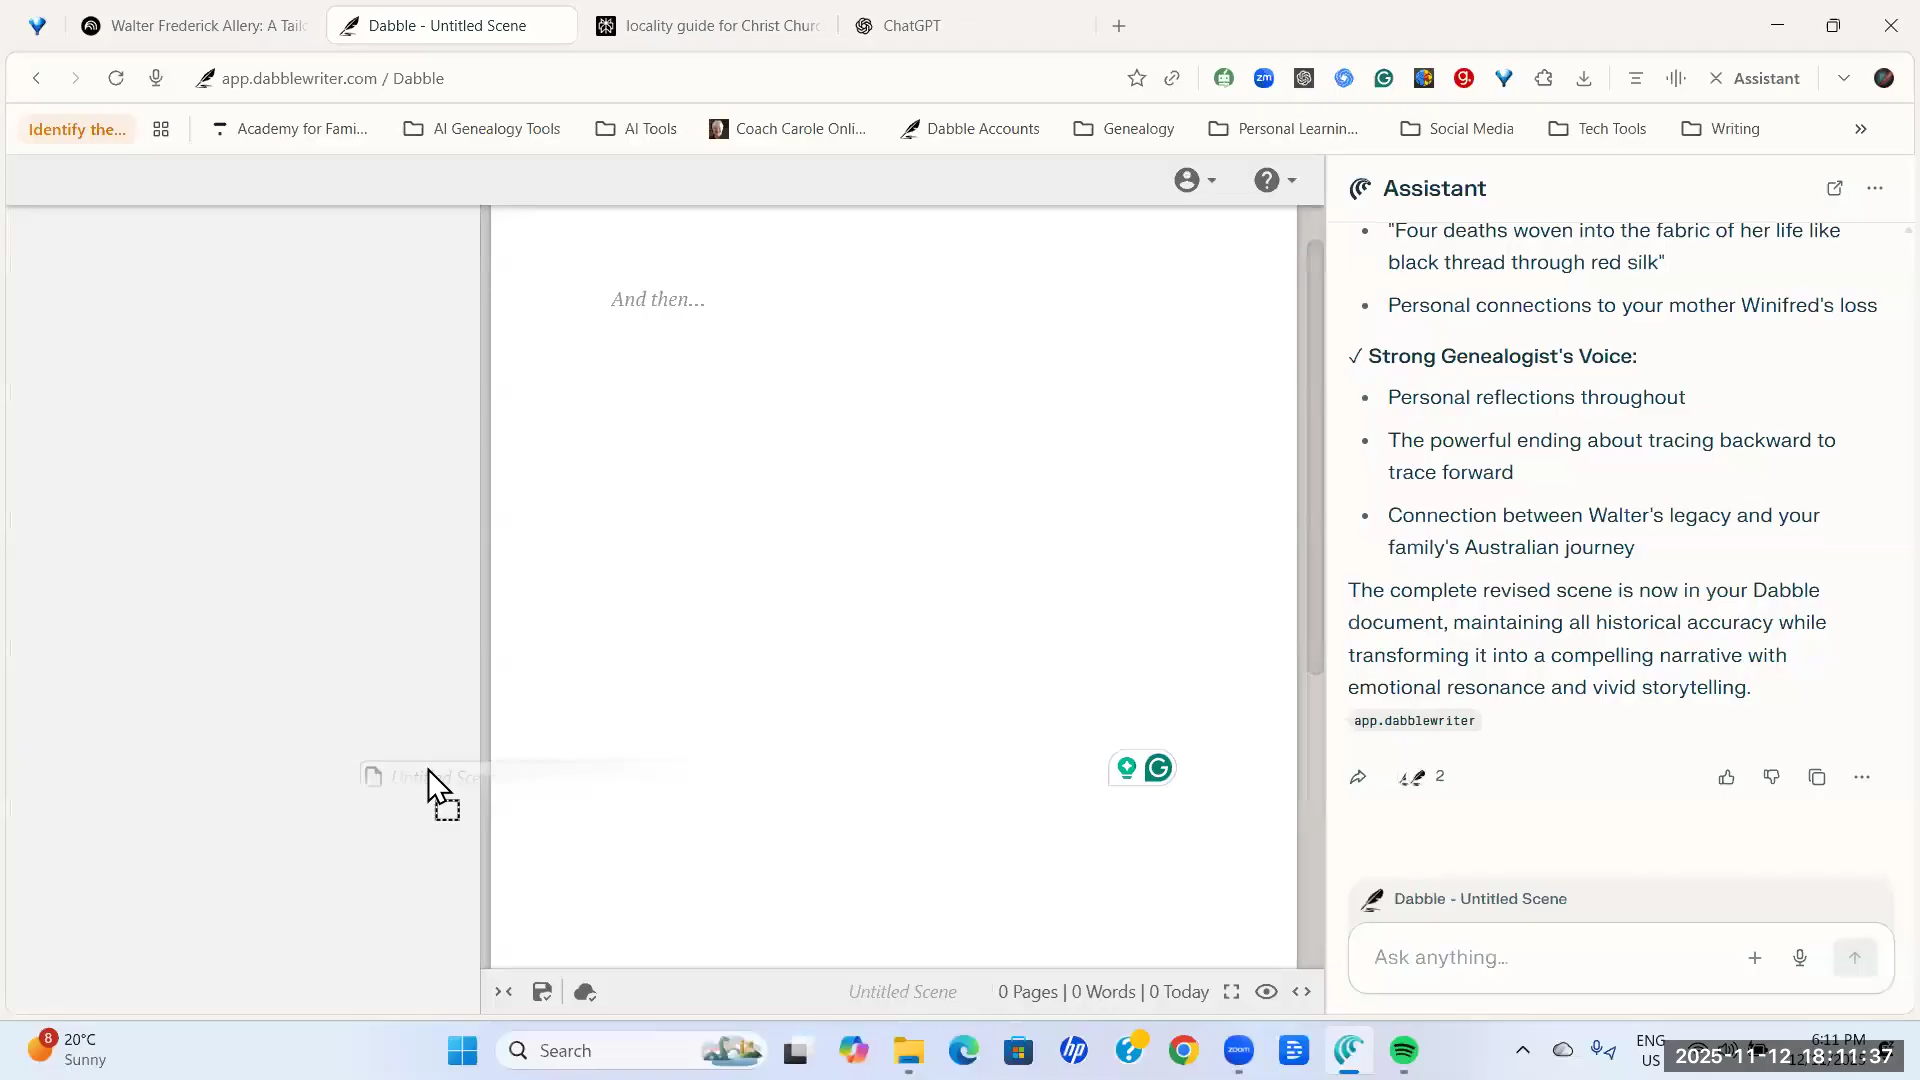 Walter Frederick Allery: A Tailo
Dabble - Untitled Scene
locality guide for Christ Churc
ChatGPT
app.dabblewriter.com / Dabble
Assistant
Identify the...
Academy for Fami...
AI Genealogy Tools
AI Tools
Coach Carole Onli...
Dabble Accounts
Genealogy
Personal Learnin...
Social Media
Tech Tools
Writing
Assistant
And then...
• "Four deaths woven into the fabric of her life like
black thread through red silk"
• Personal connections to your mother Winifred's loss
✓ Strong Genealogist's Voice:
• Personal reflections throughout
• The powerful ending about tracing backward to
trace forward
• Connection between Walter's legacy and your
family's Australian journey
The complete revised scene is now in your Dabble
document, maintaining all historical accuracy while
transforming it into a compelling narrative with
emotional resonance and vivid storytelling.
app.dabblewriter
2
Dabble - Untitled Scene
Ask anything...
Untitled Scene
0 Pages | 0 Words | 0 Today
8
20°C
Sunny
Search
zoom
ENG
US
6:11 PM
2025-11-12 18:11:37